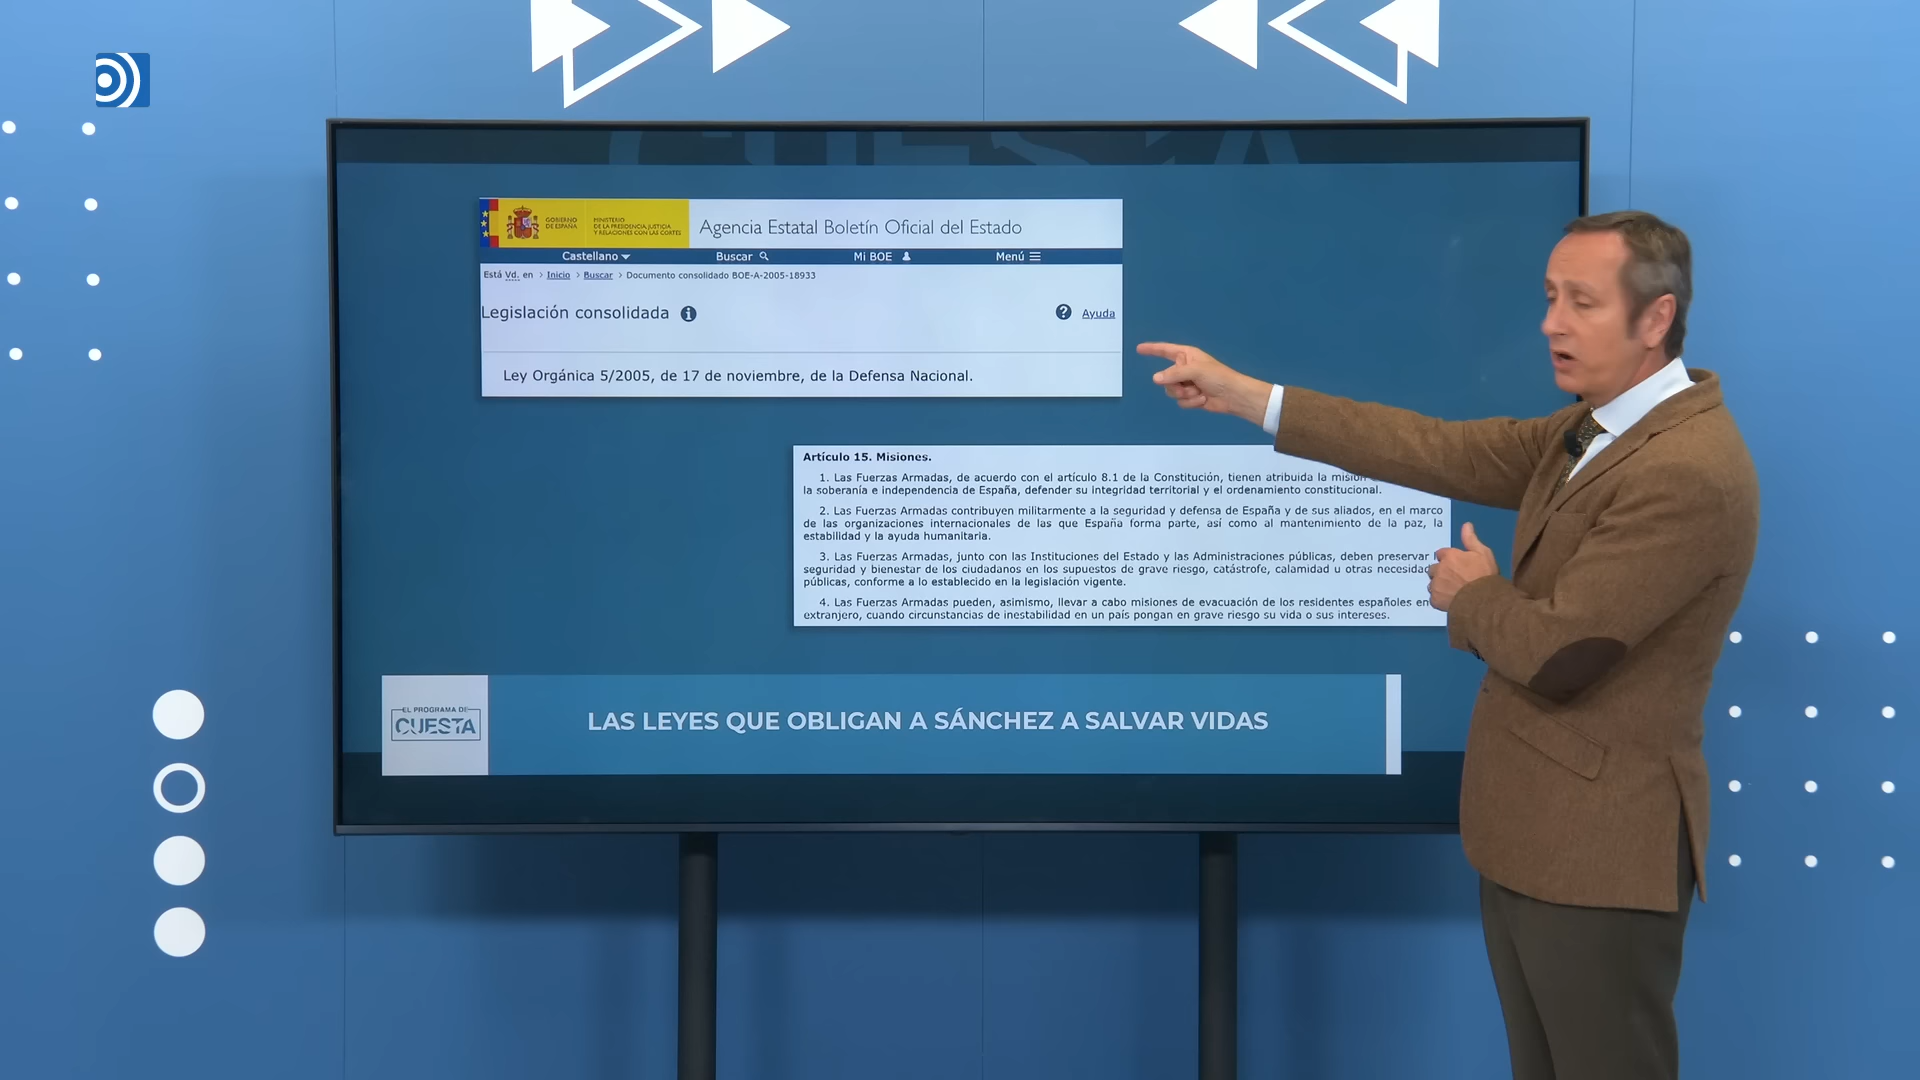 CUESTA
GOBIERNO
DE ESPAÑA
MINISTERIO
DE LA PRESIDENCIA, JUSTICIA
Y RELACIONES CON LAS CORTES
Agencia Estatal Boletín Oficial del Estado
Castellano Buscar Mi BOE Menú
Está Vd. en > Inicio > Buscar > Documento consolidado BOE-A-2005-18933
Legislación consolidada
Ayuda
Ley Orgánica 5/2005, de 17 de noviembre, de la Defensa Nacional.
Artículo 15. Misiones.
1. Las Fuerzas Armadas, de acuerdo con el artículo 8.1 de la Constitución, tienen atribuida la misión
la soberanía e independencia de España, defender su integridad territorial y el ordenamiento constitucional.
2. Las Fuerzas Armadas contribuyen militarmente a la seguridad y defensa de España y de sus aliados, en el marco
de las organizaciones internacionales de las que España forma parte, así como al mantenimiento de la paz, la
estabilidad y la ayuda humanitaria.
3. Las Fuerzas Armadas, junto con las Instituciones del Estado y las Administraciones públicas, deben preservar
seguridad y bienestar de los ciudadanos en los supuestos de grave riesgo, catástrofe, calamidad u otras necesidad
públicas, conforme a lo establecido en la legislación vigente.
4. Las Fuerzas Armadas pueden, asimismo, llevar a cabo misiones de evacuación de los residentes españoles en
extranjero, cuando circunstancias de inestabilidad en un país pongan en grave riesgo su vida o sus intereses.
EL PROGRAMA DE
CUESTA
LAS LEYES QUE OBLIGAN A SÁNCHEZ A SALVAR VIDAS